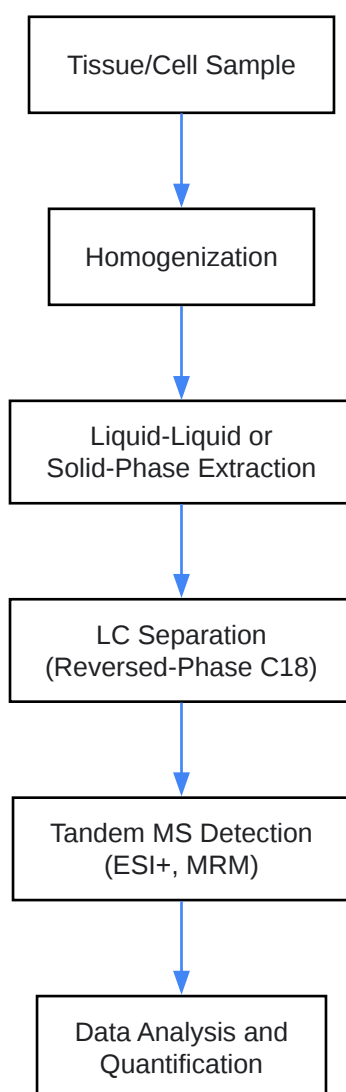 Tissue/Cell Sample
Homogenization
Liquid-Liquid or
Solid-Phase Extraction
LC Separation
(Reversed-Phase C18)
Tandem MS Detection
(ESI+, MRM)
Data Analysis and
Quantification